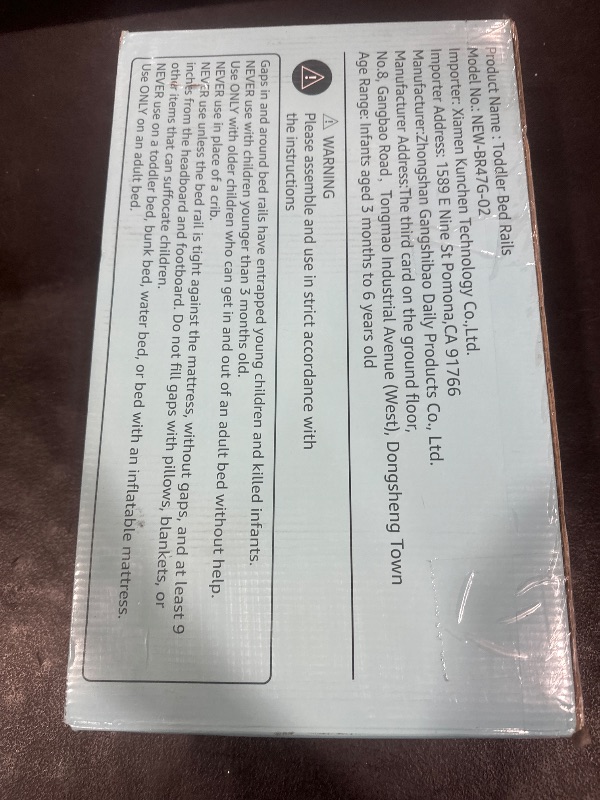 Product Name : Toddler Bed Rails
Model No.: NEW-BR47G-02
Importer: Xiamen Kunchen Technology Co.,Ltd.
Importer Address: 1589 E Nine St Pomona,CA 91766
Manufacturer:Zhongshan Gangshibao Daily Products Co., Ltd.
Manufacturer Address:The third card on the ground floor,
No.8, Gangbao Road, Tongmao Industrial Avenue (West), Dongsheng Town
Age Range: Infants aged 3 months to 6 years old
⚠ WARNING
Please assemble and use in strict accordance with
the instructions
Gaps in and around bed rails have entrapped young children and killed infants.
NEVER use with children younger than 3 months old.
Use ONLY with older children who can get in and out of an adult bed without help.
NEVER use in place of a crib.
NEVER use unless the bed rail is tight against the mattress, without gaps, and at least 9
inches from the headboard and footboard. Do not fill gaps with pillows, blankets, or
other items that can suffocate children.
NEVER use on a toddler bed, bunk bed, water bed, or bed with an inflatable mattress.
Use ONLY on an adult bed.